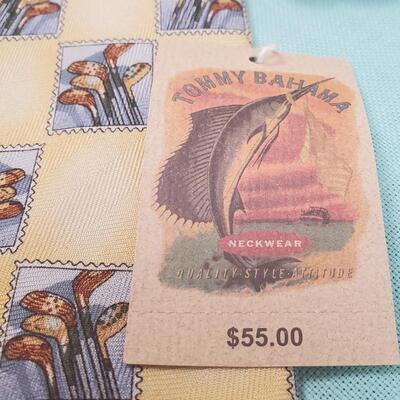 TOMMY BAHAMA
NECKWEAR
QUALITY·STYLE·ATTITUDE
$55.00